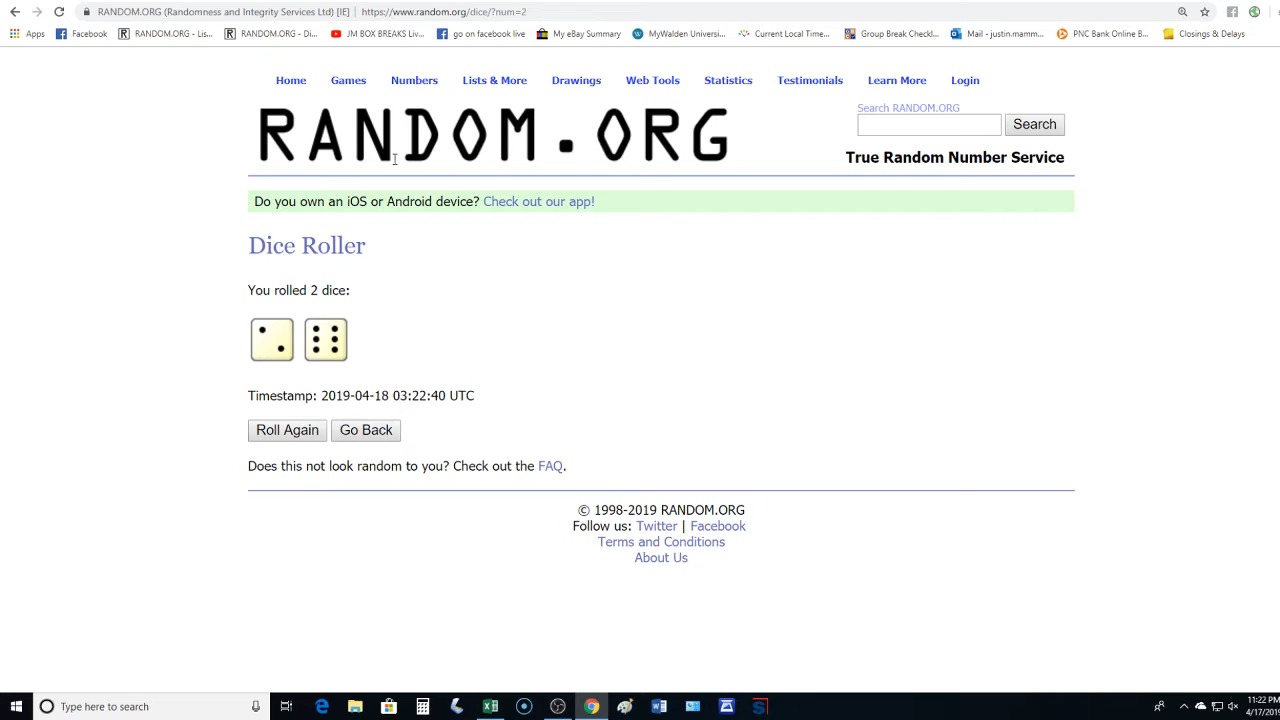 RANDOM.ORG (Randomness and Integrity Services Ltd) [IE] | https://www.random.org/dice/?num=2
Apps Facebook RANDOM.ORG - Lis... RANDOM.ORG - Di... JM BOX BREAKS Liv... go on facebook live My eBay Summary MyWalden Universi... Current Local Time... Group Break Checkl... Mail - justin.mamm... PNC Bank Online B... Closings & Delays
Home Games Numbers Lists & More Drawings Web Tools Statistics Testimonials Learn More Login
RANDOM.ORG
Search RANDOM.ORG
Search
True Random Number Service
Do you own an iOS or Android device? Check out our app!
Dice Roller
You rolled 2 dice:
Timestamp: 2019-04-18 03:22:40 UTC
Roll Again Go Back
Does this not look random to you? Check out the FAQ.
© 1998-2019 RANDOM.ORG
Follow us: Twitter | Facebook
Terms and Conditions
About Us
Type here to search
11:22 PM
4/17/201